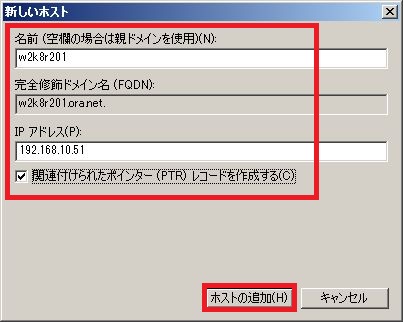 新しいホスト
名前 (空欄の場合は親ドメインを使用)(N):
w2k8r201
完全修飾ドメイン名 (FQDN):
w2k8r201.ora.net.
IP アドレス(P):
192.168.10.51
関連付けられたポインター (PTR) レコードを作成する(C)
ホストの追加(H)
キャンセル